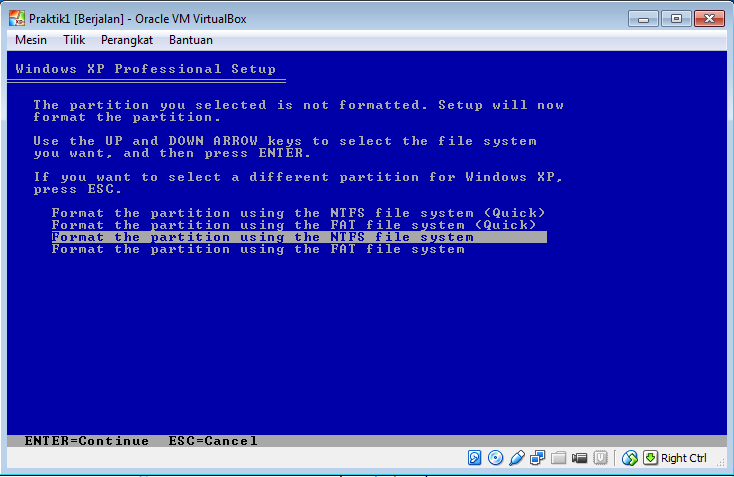 Praktik1 [Berjalan] - Oracle VM VirtualBox
Mesin Tilik Perangkat Bantuan
Windows XP Professional Setup
The partition you selected is not formatted. Setup will now
format the partition.
Use the UP and DOWN ARROW keys to select the file system
you want, and then press ENTER.
If you want to select a different partition for Windows XP,
press ESC.
Format the partition using the NTFS file system (Quick)
Format the partition using the FAT file system (Quick)
Format the partition using the NTFS file system
Format the partition using the FAT file system
ENTER=Continue ESC=Cancel
Right Ctrl